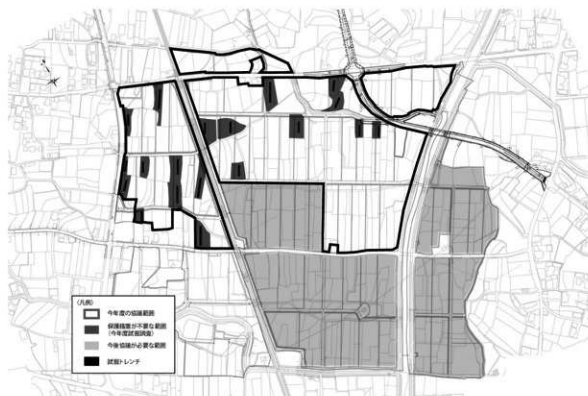 〈凡例〉
今年度の協議範囲
保護措置が不要な範囲
（今年度試掘調査）
今後協議が必要な範囲
試掘トレンチ